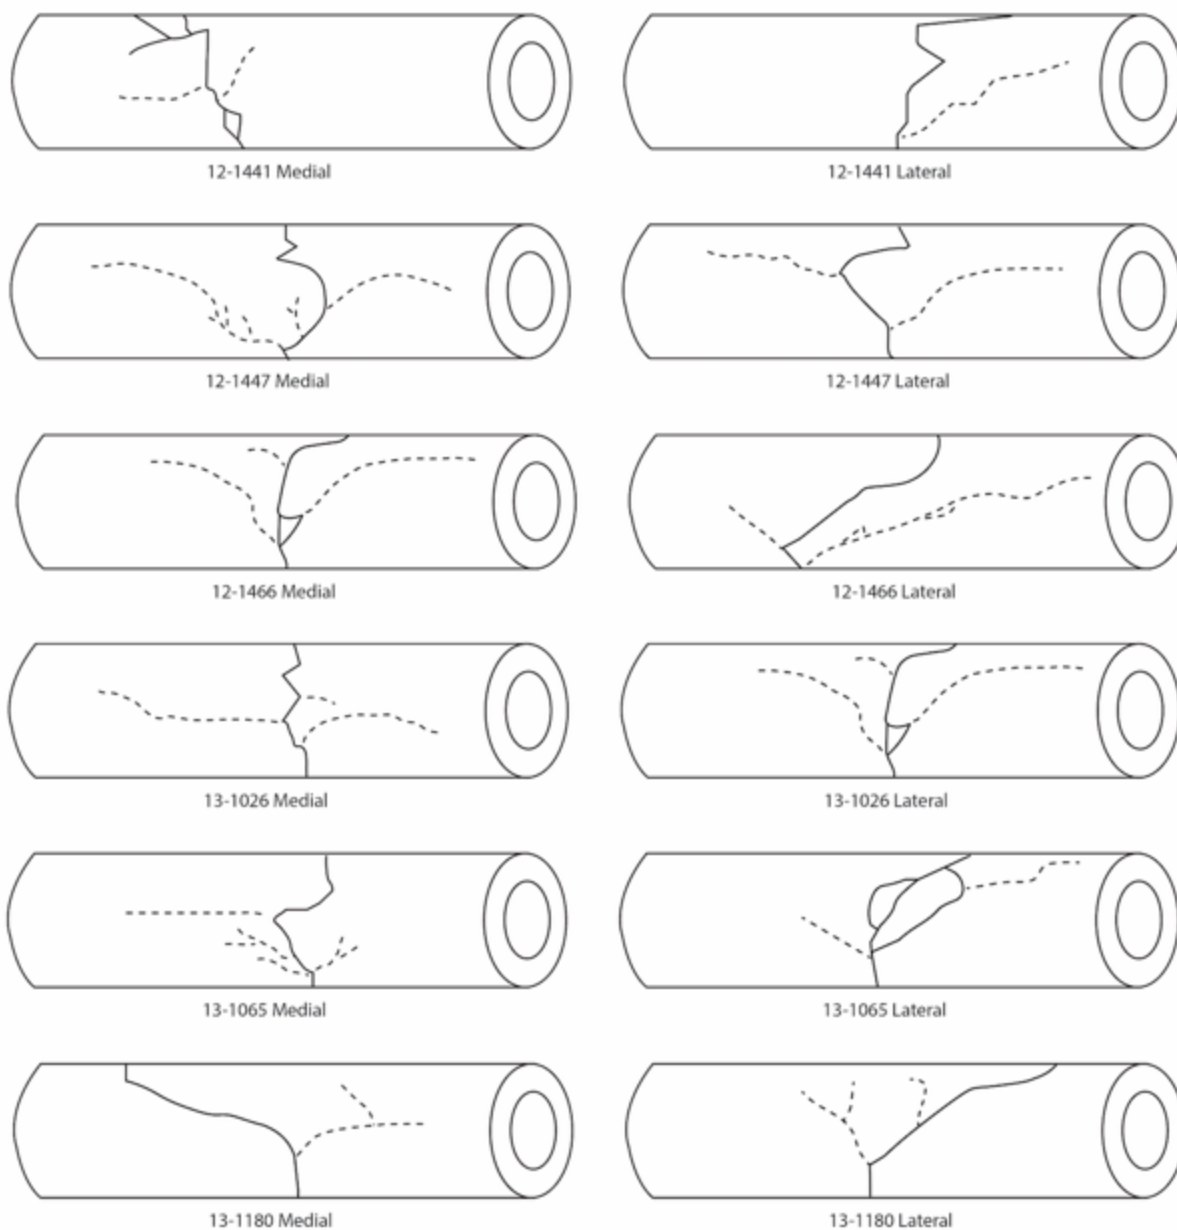 12-1441 Medial
12-1441 Lateral
12-1447 Medial
12-1447 Lateral
12-1466 Medial
12-1466 Lateral
13-1026 Medial
13-1026 Lateral
13-1065 Medial
13-1065 Lateral
13-1180 Medial
13-1180 Lateral